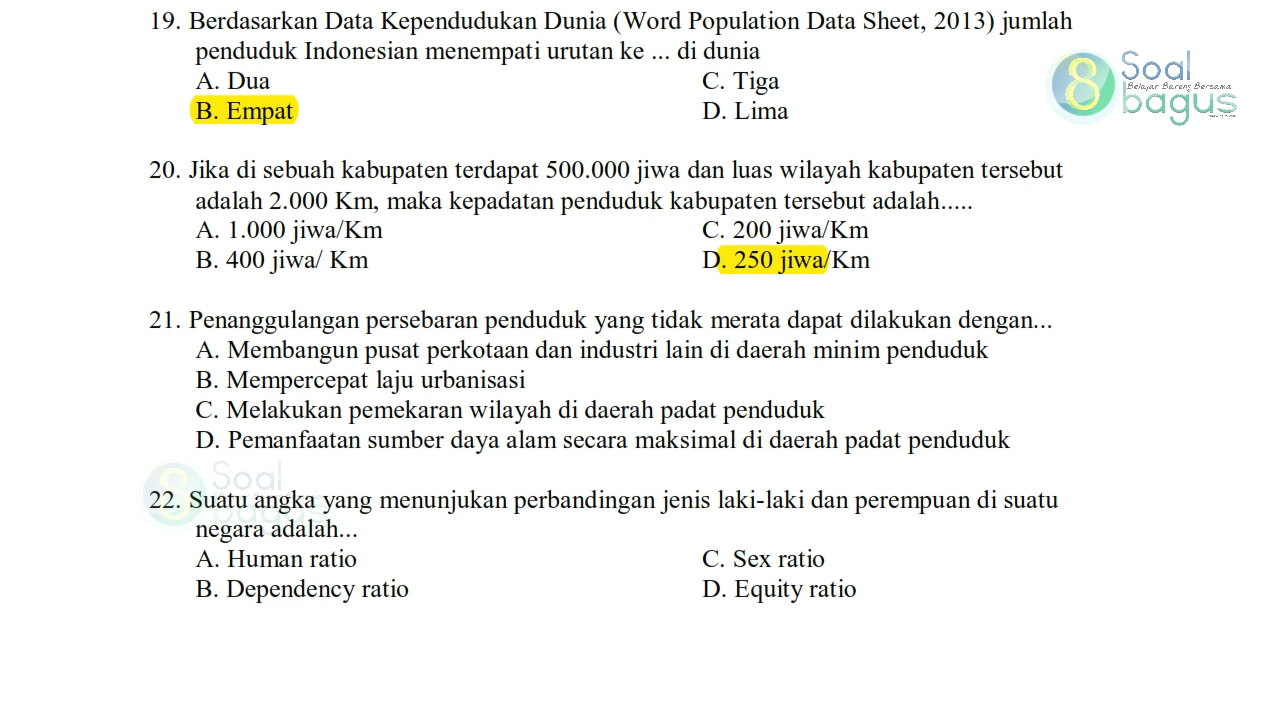 19. Berdasarkan Data Kependudukan Dunia (Word Population Data Sheet, 2013) jumlah
penduduk Indonesian menempati urutan ke ... di dunia
A. Dua
C. Tiga
B. Empat
D. Lima
8 Soal
Belajar Bareng Bersama
bagus
20. Jika di sebuah kabupaten terdapat 500.000 jiwa dan luas wilayah kabupaten tersebut
adalah 2.000 Km, maka kepadatan penduduk kabupaten tersebut adalah.....
A. 1.000 jiwa/Km
C. 200 jiwa/Km
B. 400 jiwa/ Km
D. 250 jiwa/Km
21. Penanggulangan persebaran penduduk yang tidak merata dapat dilakukan dengan...
A. Membangun pusat perkotaan dan industri lain di daerah minim penduduk
B. Mempercepat laju urbanisasi
C. Melakukan pemekaran wilayah di daerah padat penduduk
D. Pemanfaatan sumber daya alam secara maksimal di daerah padat penduduk
8 Soal
bagus
22. Suatu angka yang menunjukan perbandingan jenis laki-laki dan perempuan di suatu
negara adalah...
A. Human ratio
C. Sex ratio
B. Dependency ratio
D. Equity ratio